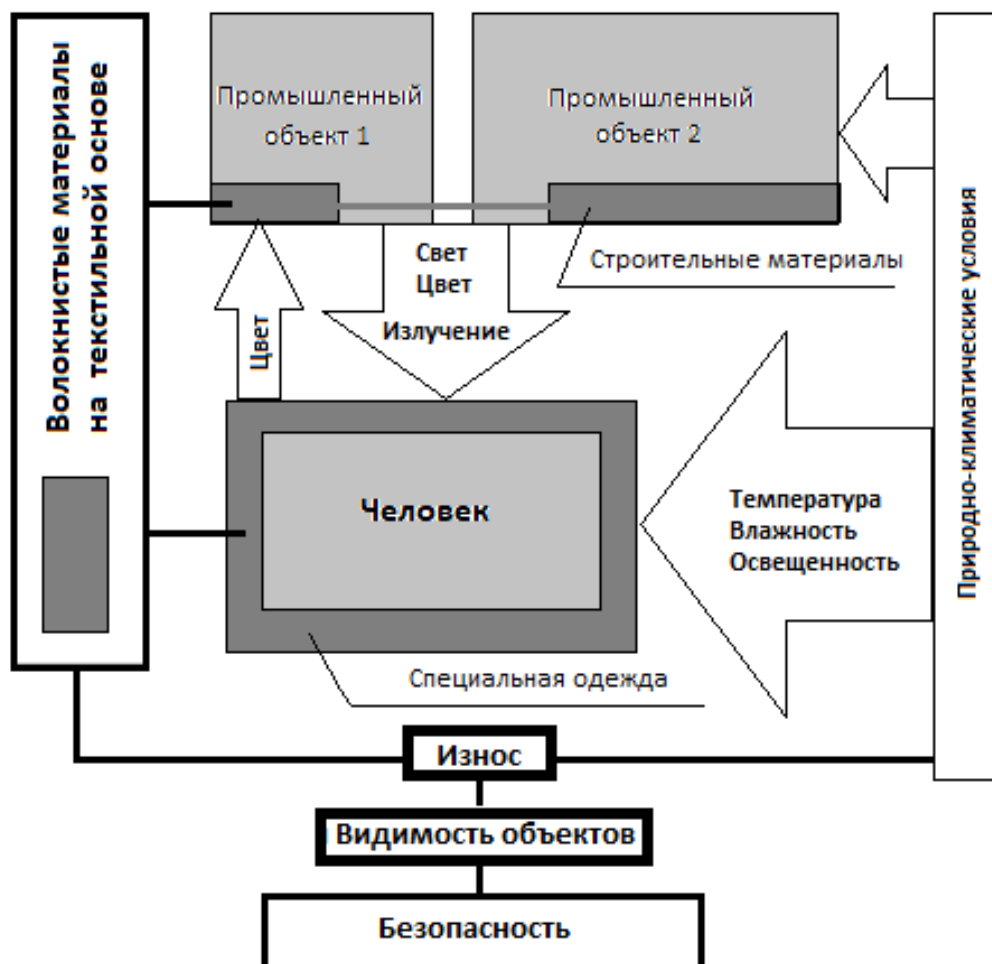 Волокнистые материалы
на текстильной основе
Промышленный
объект 1
Промышленный
объект 2
Свет
Цвет
Излучение
Строительные материалы
Цвет
Человек
Температура
Влажность
Освещенность
Природно-климатические условия
Специальная одежда
Износ
Видимость объектов
Безопасность